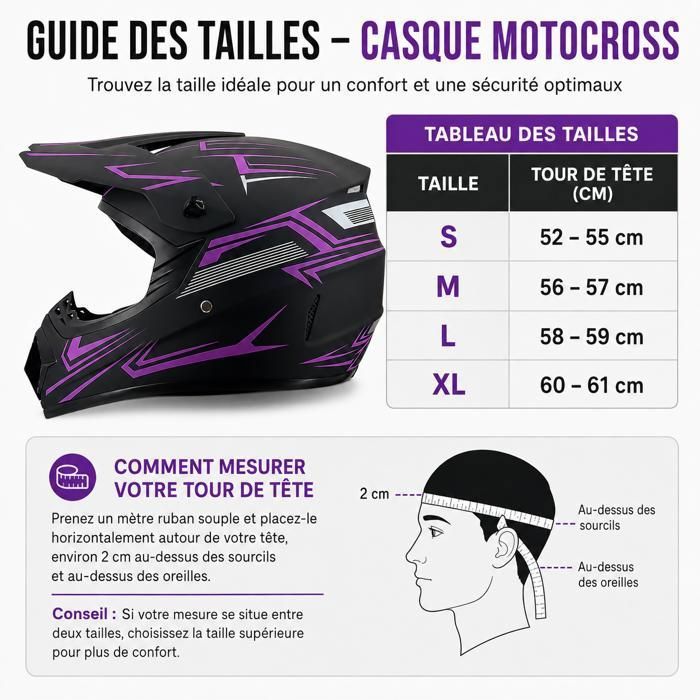 GUIDE DES TAILLES – CASQUE MOTOCROSS
Trouvez la taille idéale pour un confort et une sécurité optimaux
TABLEAU DES TAILLES
TAILLE
TOUR DE TÊTE
(CM)
S
52 – 55 cm
M
56 – 57 cm
L
58 – 59 cm
XL
60 – 61 cm
COMMENT MESURER
VOTRE TOUR DE TÊTE
Prenez un mètre ruban souple et placez-le
horizontalement autour de votre tête,
environ 2 cm au-dessus des sourcils
et au-dessus des oreilles.
Conseil : Si votre mesure se situe entre
deux tailles, choisissez la taille supérieure
pour plus de confort.
2 cm
Au-dessus des
sourcils
Au-dessus
des oreilles